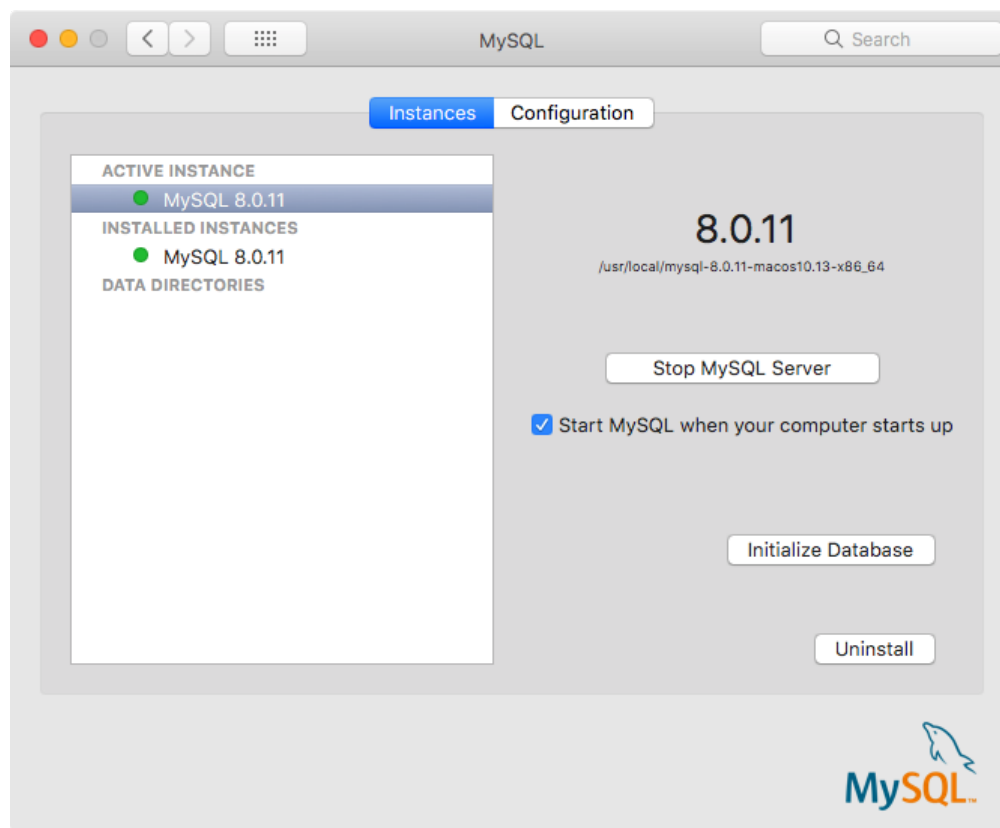 MySQL
Search
Instances
Configuration
ACTIVE INSTANCE
MySQL 8.0.11
INSTALLED INSTANCES
MySQL 8.0.11
DATA DIRECTORIES
8.0.11
/usr/local/mysql-8.0.11-macos10.13-x86_64
Stop MySQL Server
Start MySQL when your computer starts up
Initialize Database
Uninstall
MySQL™